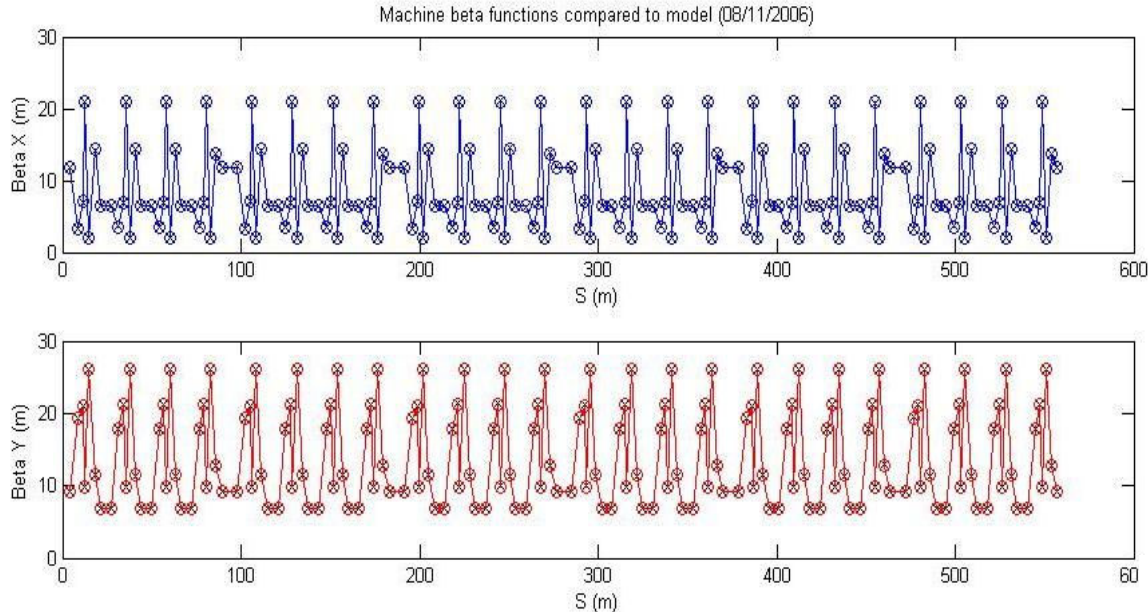 Machine beta functions compared to model (08/11/2006)
30
20
10
0
Beta X (m)
0 100 200 300 400 500 600
S (m)
30
20
10
0
Beta Y (m)
0 100 200 300 400 500 60
S (m)